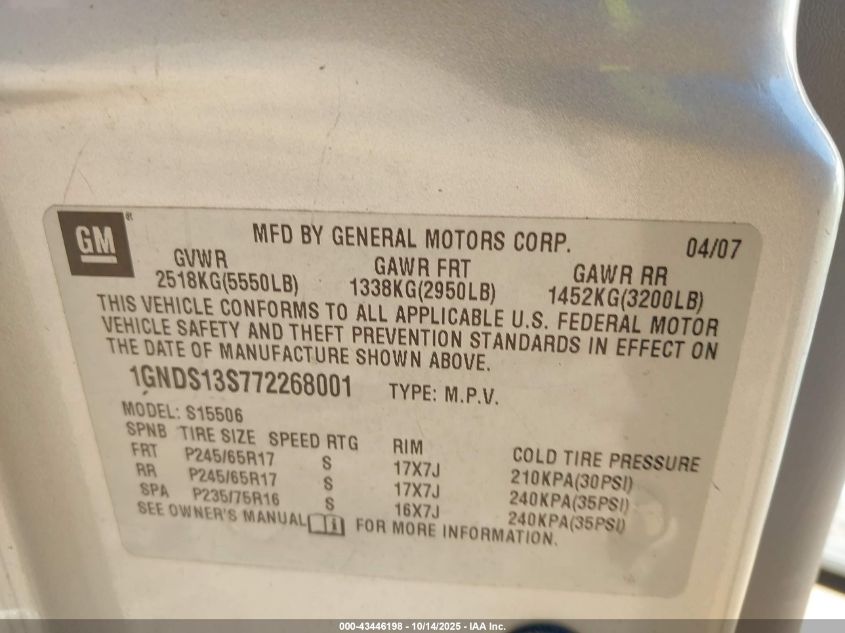 GM ®
MFD BY GENERAL MOTORS CORP. 04/07
GVWR GAWR FRT GAWR RR
2518KG(5550LB) 1338KG(2950LB) 1452KG(3200LB)
THIS VEHICLE CONFORMS TO ALL APPLICABLE U.S. FEDERAL MOTOR
VEHICLE SAFETY AND THEFT PREVENTION STANDARDS IN EFFECT ON
THE DATE OF MANUFACTURE SHOWN ABOVE.
1GNDS13S772268001 TYPE: M.P.V.
MODEL: S15506
SPNB TIRE SIZE SPEED RTG RIM COLD TIRE PRESSURE
FRT P245/65R17 S 17X7J 210KPA(30PSI)
RR P245/65R17 S 17X7J 240KPA(35PSI)
SPA P235/75R16 S 16X7J 240KPA(35PSI)
SEE OWNER'S MANUAL FOR MORE INFORMATION.
000-43446198 - 10/14/2025 - IAA Inc.